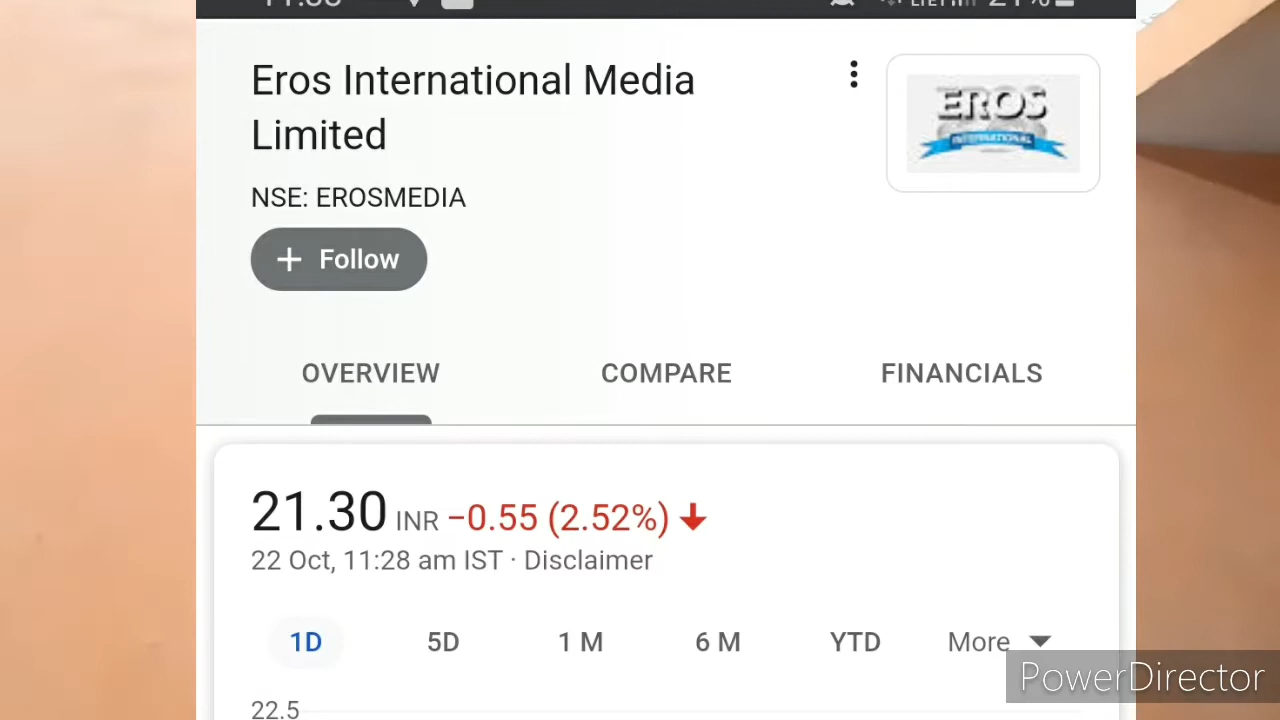 Eros International Media
Limited
EROS
INTERNATIONAL
NSE: EROSMEDIA
+ Follow
OVERVIEW COMPARE FINANCIALS
21.30 INR −0.55 (2.52%)
22 Oct, 11:28 am IST · Disclaimer
1D 5D 1 M 6 M YTD More
22.5
PowerDirector